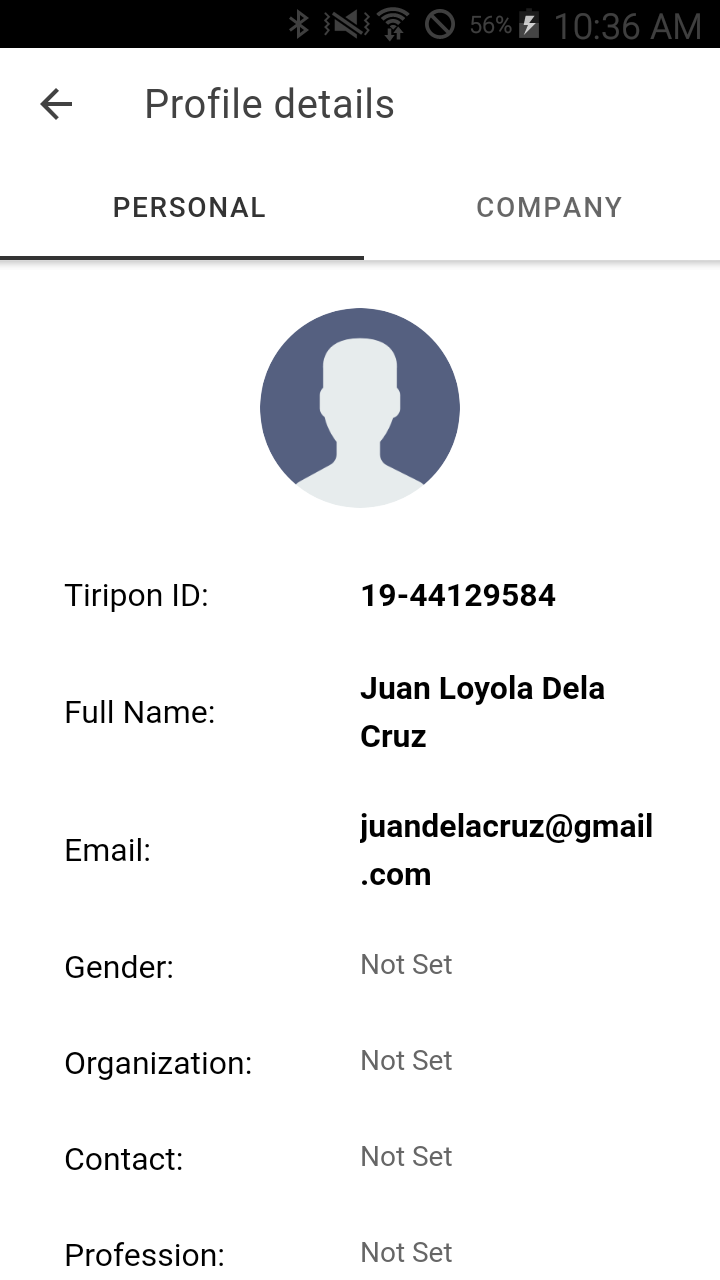 56% 10:36 AM
Profile details
PERSONAL COMPANY
Tiripon ID: 19-44129584
Full Name: Juan Loyola Dela
Cruz
Email: juandelacruz@gmail
.com
Gender: Not Set
Organization: Not Set
Contact: Not Set
Profession: Not Set